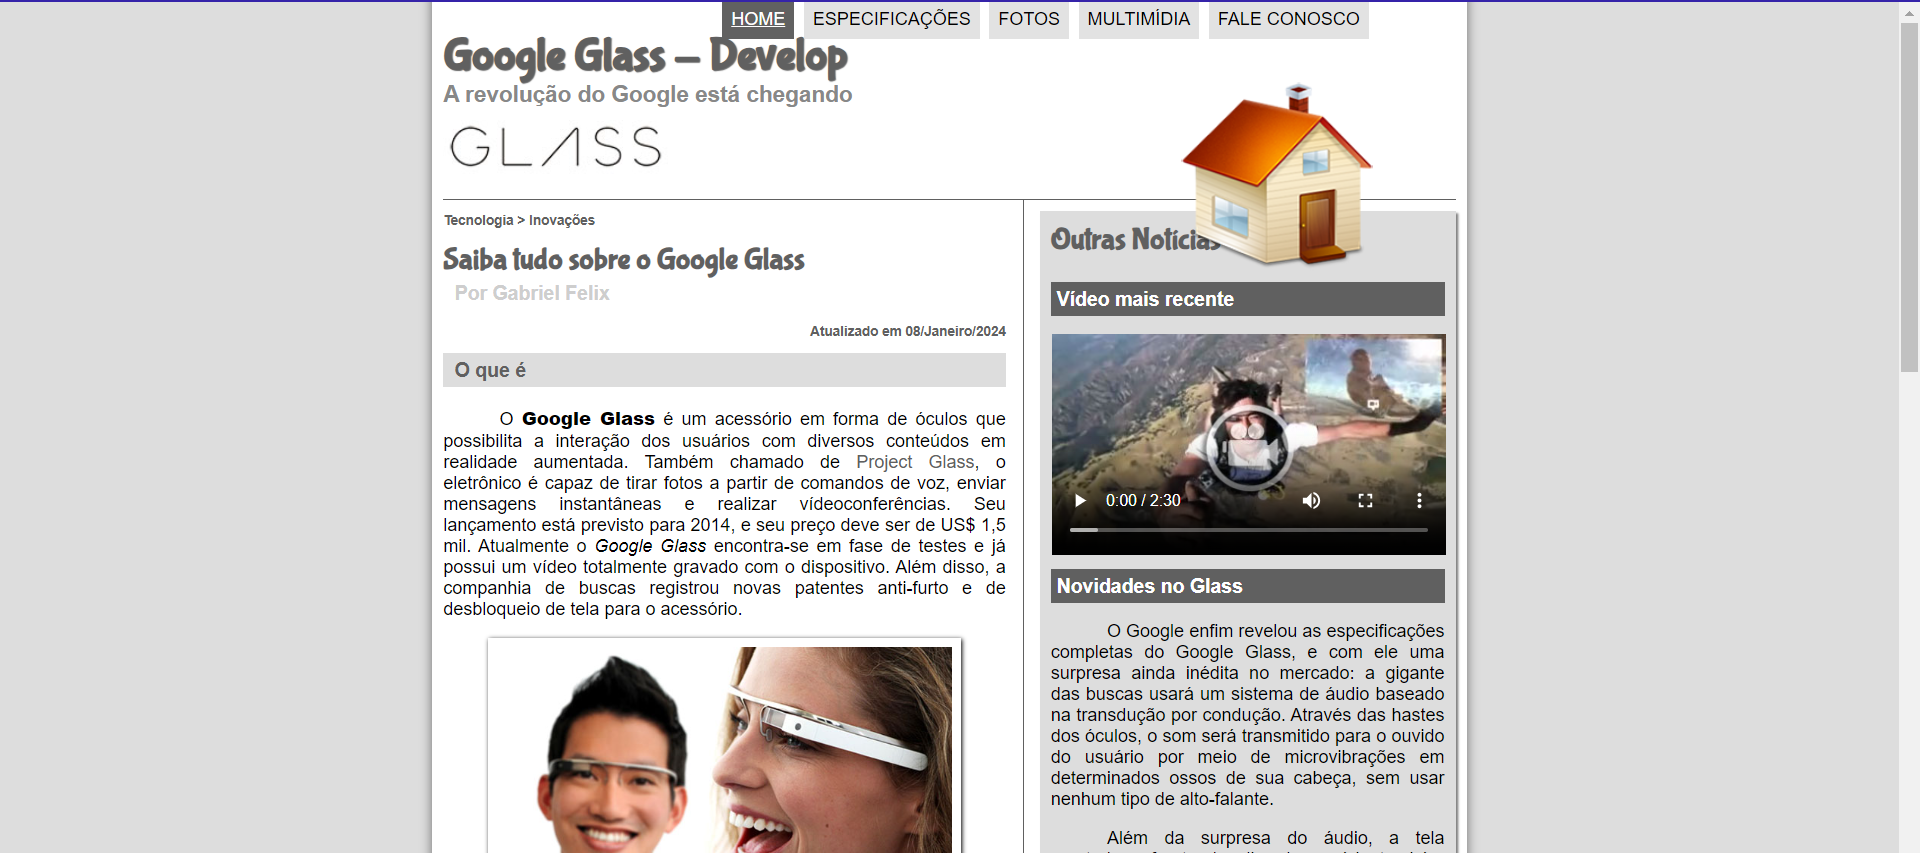 HOME ESPECIFICAÇÕES FOTOS MULTIMÍDIA FALE CONOSCO
Google Glass - Develop
A revolução do Google está chegando
GLASS
Tecnologia > Inovações
Saiba tudo sobre o Google Glass
Por Gabriel Felix
Atualizado em 08/Janeiro/2024
O que é
O Google Glass é um acessório em forma de óculos que
possibilita a interação dos usuários com diversos conteúdos em
realidade aumentada. Também chamado de Project Glass, o
eletrônico é capaz de tirar fotos a partir de comandos de voz, enviar
mensagens instantâneas e realizar vídeoconferências. Seu
lançamento está previsto para 2014, e seu preço deve ser de US$ 1,5
mil. Atualmente o Google Glass encontra-se em fase de testes e já
possui um vídeo totalmente gravado com o dispositivo. Além disso, a
companhia de buscas registrou novas patentes anti-furto e de
desbloqueio de tela para o acessório.
Outras Notícias
Vídeo mais recente
0:00 / 2:30
Novidades no Glass
O Google enfim revelou as especificações
completas do Google Glass, e com ele uma
surpresa ainda inédita no mercado: a gigante
das buscas usará um sistema de áudio baseado
na transdução por condução. Através das hastes
dos óculos, o som será transmitido para o ouvido
do usuário por meio de microvibrações em
determinados ossos de sua cabeça, sem usar
nenhum tipo de alto-falante.
Além da surpresa do áudio, a tela